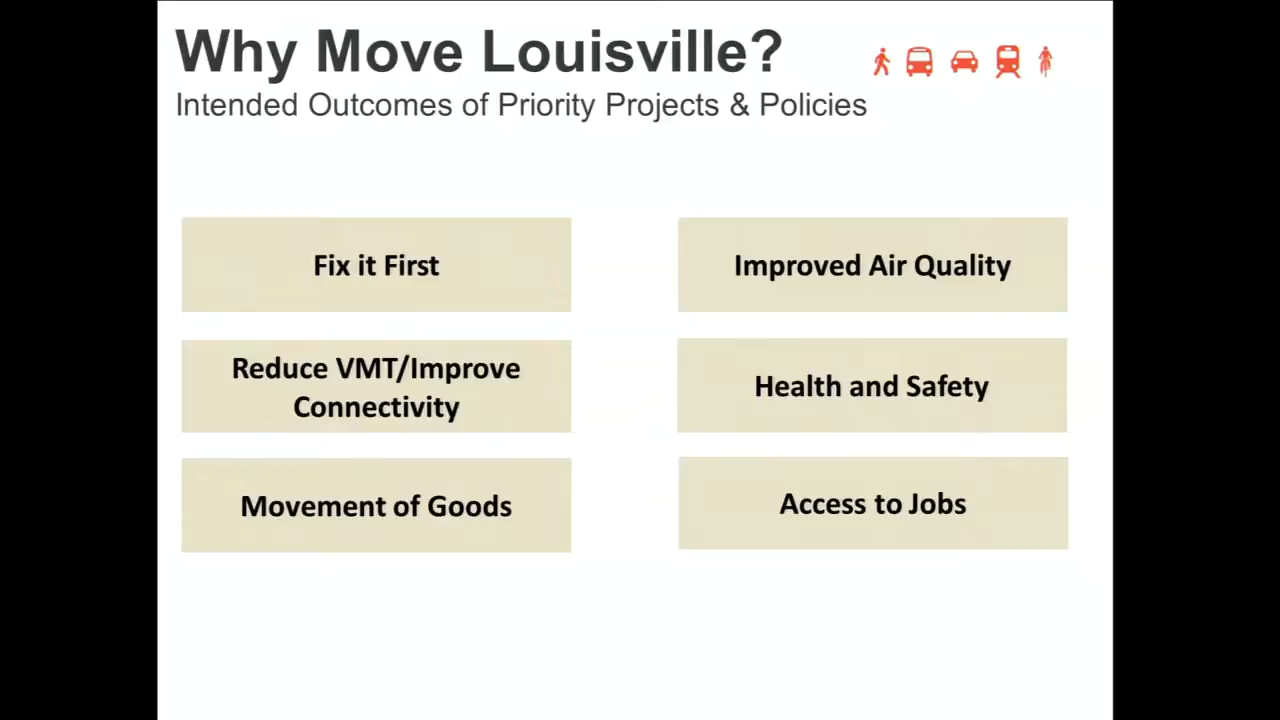 Why Move Louisville?
Intended Outcomes of Priority Projects & Policies
Fix it First
Improved Air Quality
Reduce VMT/Improve
Connectivity
Health and Safety
Movement of Goods
Access to Jobs